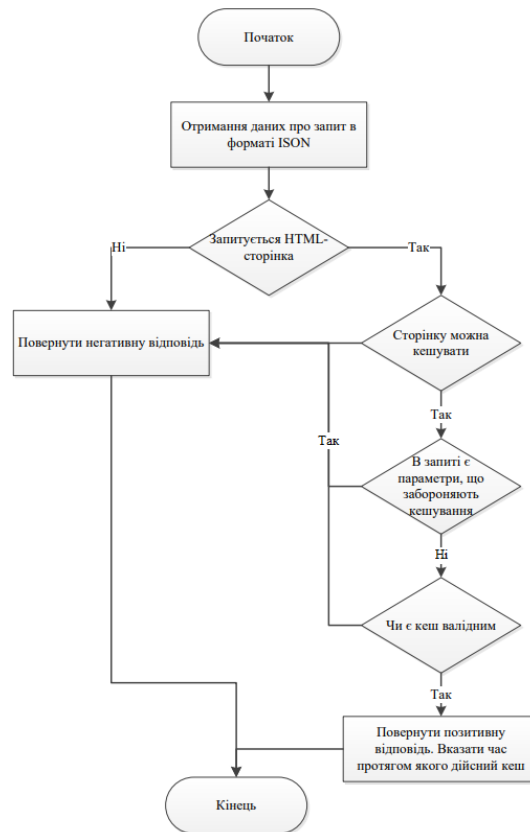 Початок
Отримання даних про запит в
форматі ISON
Запитується HTML-
сторінка
Ні
Так
Повернути негативну відповідь
Сторінку можна
кешувати
Так
Так
В запиті є
параметри, що
забороняють
кешування
Ні
Чи є кеш валідним
Так
Повернути позитивну
відповідь. Вказати час
протягом якого дійсний кеш
Кінець